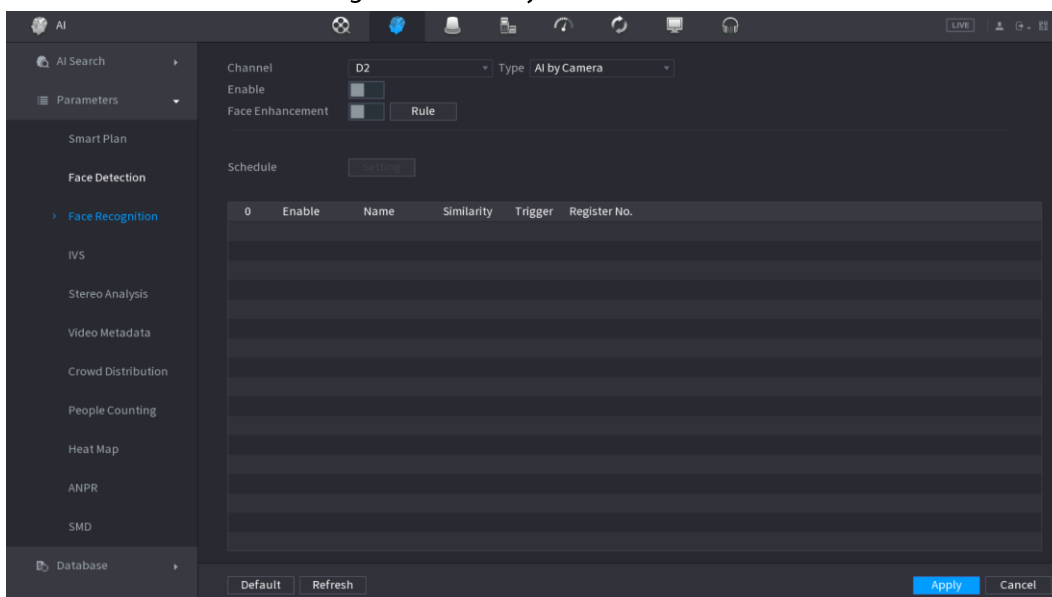 AI
LIVE
AI Search
Parameters
Smart Plan
Face Detection
Face Recognition
IVS
Stereo Analysis
Video Metadata
Crowd Distribution
People Counting
Heat Map
ANPR
SMD
Database
Channel D2 Type AI by Camera
Enable
Face Enhancement Rule
Schedule Setting
0 Enable Name Similarity Trigger Register No.
Default Refresh Apply Cancel